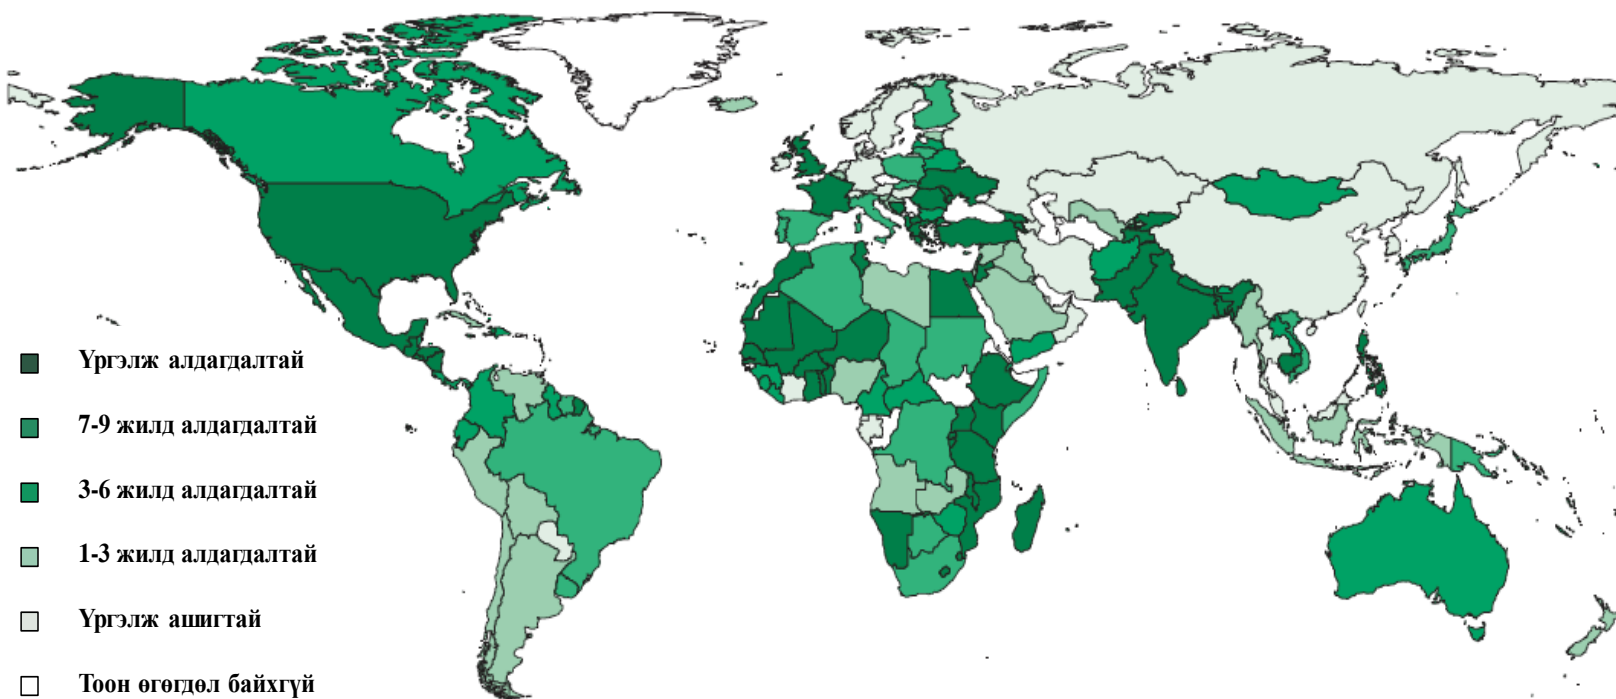 Үргэлж алдагдалтай
7-9 жилд алдагдалтай
3-6 жилд алдагдалтай
1-3 жилд алдагдалтай
Үргэлж ашигтай
Тоон өгөгдөл байхгүй